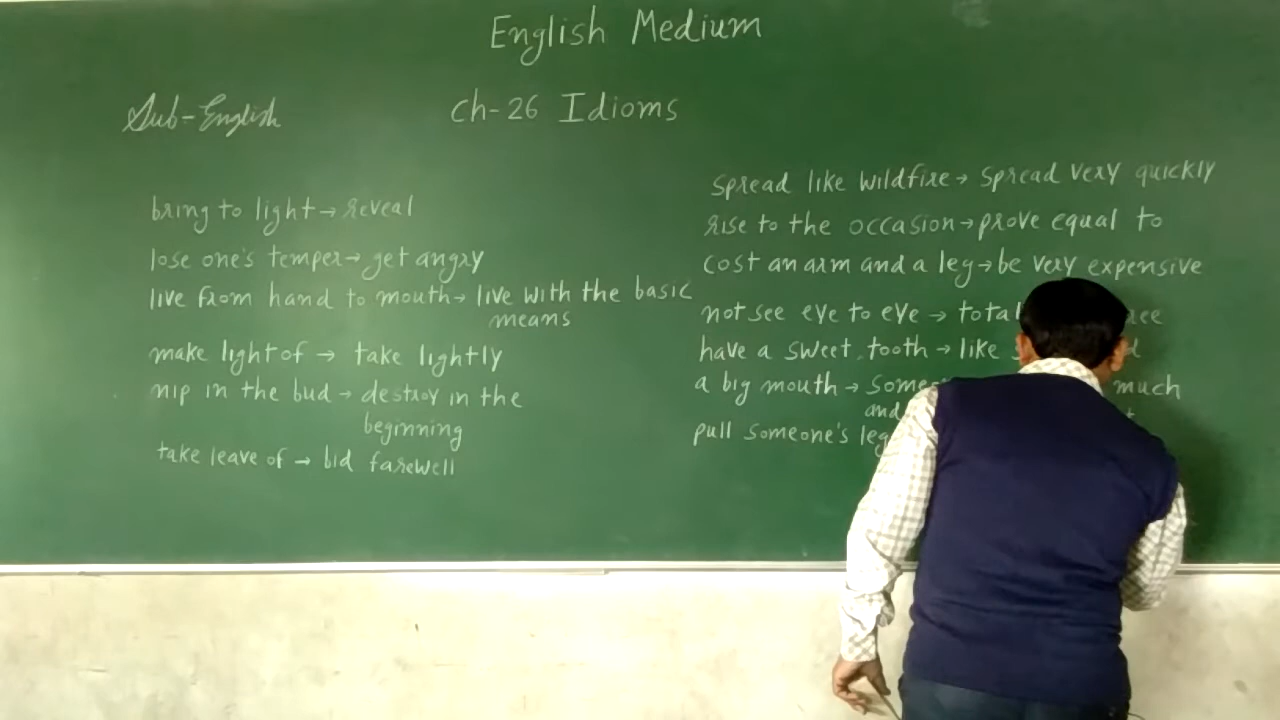 English Medium
Sub-English
Ch-26 Idioms
bring to light → reveal
lose one's temper → get angry
live from hand to mouth → live with the basic
means
make light of → take lightly
nip in the bud → destroy in the
beginning
take leave of → bid farewell
spread like wildfire → spread very quickly
rise to the occasion → prove equal to
cost an arm and a leg → be very expensive
not see eye to eye →
have a sweet tooth → like
a big mouth → much
and
pull someone's leg